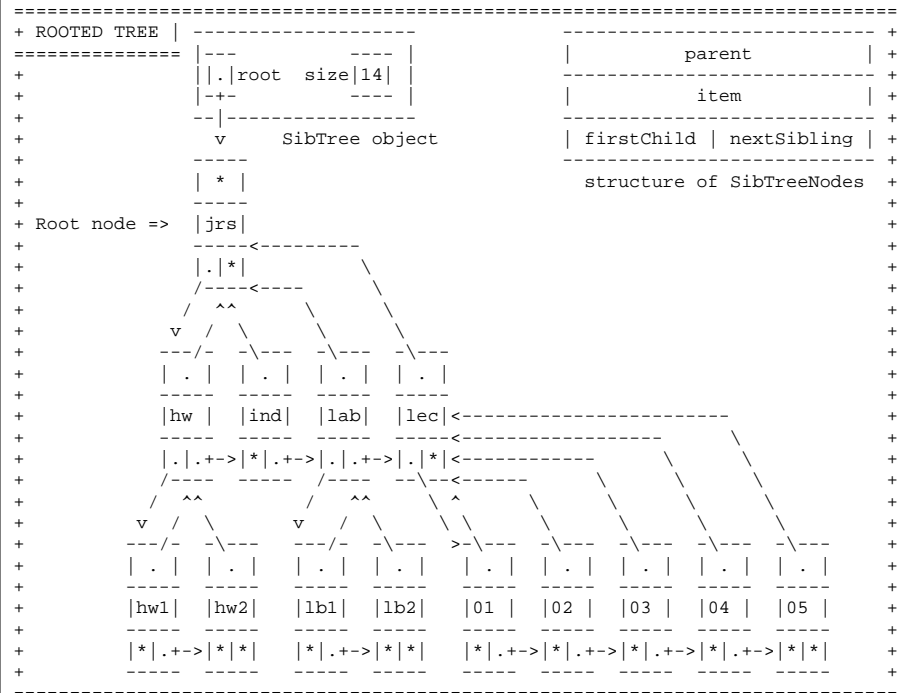 ===============================================================================
+ ROOTED TREE | --------------------             ---------------------------- +
=============== |---             ---- |             |          parent          | +
+               ||.|root  size|14|  |             ---------------------------- +
+               |-+-             ---- |             |           item           | +
+               --|-----------------             ---------------------------- +
+                 v     SibTree object           | firstChild | nextSibling | +
+               -----                            ---------------------------- +
+               | * |                              structure of SibTreeNodes  +
+               -----                                                         +
+ Root node =>  |jrs|                                                         +
+               -----<---------                                               +
+               |.|*|          \                                              +
+               /----<----      \                                             +
+              /  ^^      \      \                                            +
+             v  /  \      \      \                                           +
+            ---/-  -\---  -\---  -\---                                       +
+            | . |  | . |  | . |  | . |                                       +
+            -----  -----  -----  -----                                       +
+            |hw |  |ind|  |lab|  |lec|<------------------------              +
+            -----  -----  -----  -----<------------------      \             +
+            |.|.+->|*|.+->|.|.+->|.|*|<------------      \      \            +
+            /----  -----  /----  --\--<------      \      \      \           +
+           /  ^^         /   ^^      \ ^      \      \      \      \         +
+          v  /  \       v   /  \      \ \      \      \      \      \        +
+         ---/-  -\---   ---/-  -\---  >-\---  -\---  -\---  -\---  -\---     +
+         | . |  | . |   | . |  | . |   | . |  | . |  | . |  | . |  | . |     +
+         -----  -----   -----  -----   -----  -----  -----  -----  -----     +
+         |hw1|  |hw2|   |lb1|  |lb2|   |01 |  |02 |  |03 |  |04 |  |05 |     +
+         -----  -----   -----  -----   -----  -----  -----  -----  -----     +
+         |*|.+->|*|*|   |*|.+->|*|*|   |*|.+->|*|.+->|*|.+->|*|.+->|*|*|     +
+         -----  -----   -----  -----   -----  -----  -----  -----  -----     +
===============================================================================